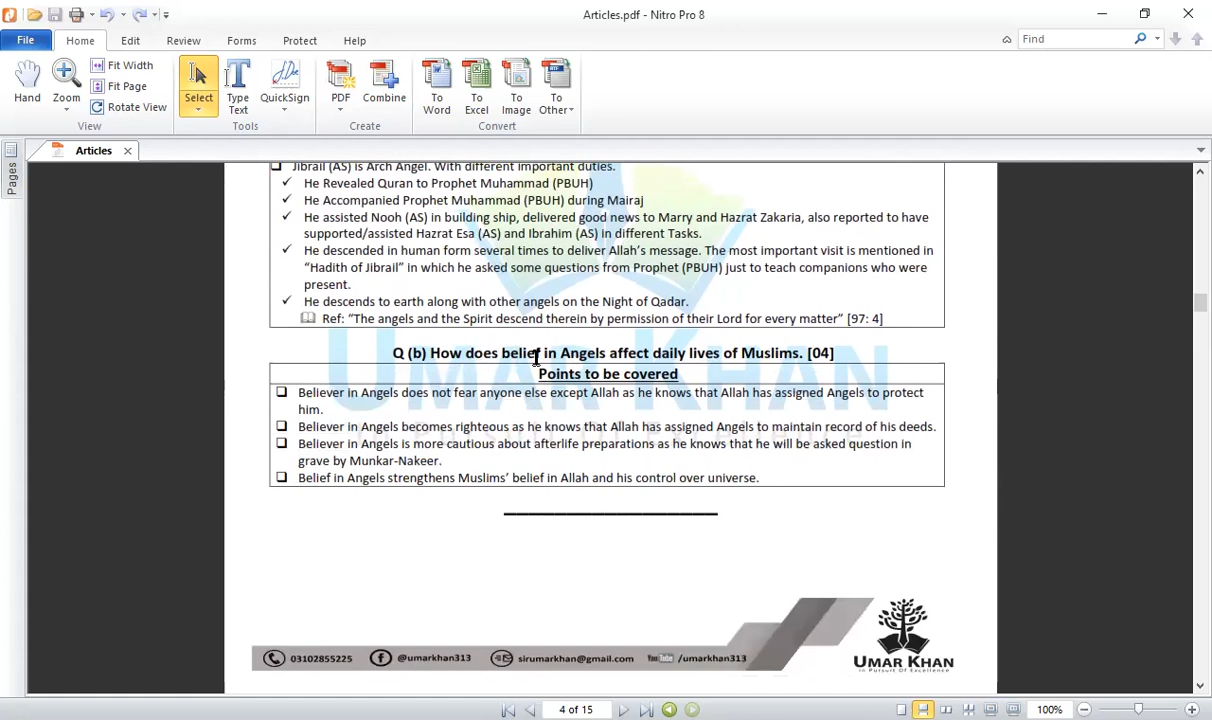 Articles.pdf - Nitro Pro 8
File Home Edit Review Forms Protect Help Find
Hand Zoom Fit Width Fit Page Rotate View Select Type Text QuickSign PDF Combine To Word To Excel To Image To Other
View Tools Create Convert
Articles
Pages
Jibrail (AS) is Arch Angel. With different important duties.
✓ He Revealed Quran to Prophet Muhammad (PBUH)
✓ He Accompanied Prophet Muhammad (PBUH) during Mairaj
✓ He assisted Nooh (AS) in building ship, delivered good news to Marry and Hazrat Zakaria, also reported to have
supported/assisted Hazrat Esa (AS) and Ibrahim (AS) in different Tasks.
✓ He descended in human form several times to deliver Allah's message. The most important visit is mentioned in
“Hadith of Jibrail” in which he asked some questions from Prophet (PBUH) just to teach companions who were
present.
✓ He descends to earth along with other angels on the Night of Qadar.
Ref: “The angels and the Spirit descend therein by permission of their Lord for every matter” [97: 4]
Q (b) How does belief in Angels affect daily lives of Muslims. [04]
Points to be covered
Believer in Angels does not fear anyone else except Allah as he knows that Allah has assigned Angels to protect
him.
Believer in Angels becomes righteous as he knows that Allah has assigned Angels to maintain record of his deeds.
Believer in Angels is more cautious about afterlife preparations as he knows that he will be asked question in
grave by Munkar-Nakeer.
Belief in Angels strengthens Muslims’ belief in Allah and his control over universe.
UMAR KHAN
In Pursuit Of Excellence
03102855225 @umarkhan313 sirumarkhan@gmail.com YouTube /umarkhan313
UMAR KHAN
IN PURSUIT OF EXCELLENCE
4 of 15 100%